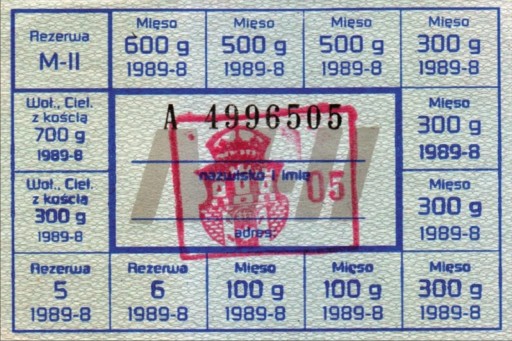 Rezerwa
M-II
Mięso
600 g
1989-8
Mięso
500 g
1989-8
Mięso
500 g
1989-8
Mięso
300 g
1989-8
Woł., Ciel.
z kością
700 g
1989-8
A 4996505
nazwisko i imię
05
adres
M-II
Mięso
300 g
1989-8
Woł., Ciel.
z kością
300 g
1989-8
Mięso
300 g
1989-8
Rezerwa
5
1989-8
Rezerwa
6
1989-8
Mięso
100 g
1989-8
Mięso
100 g
1989-8
Mięso
300 g
1989-8